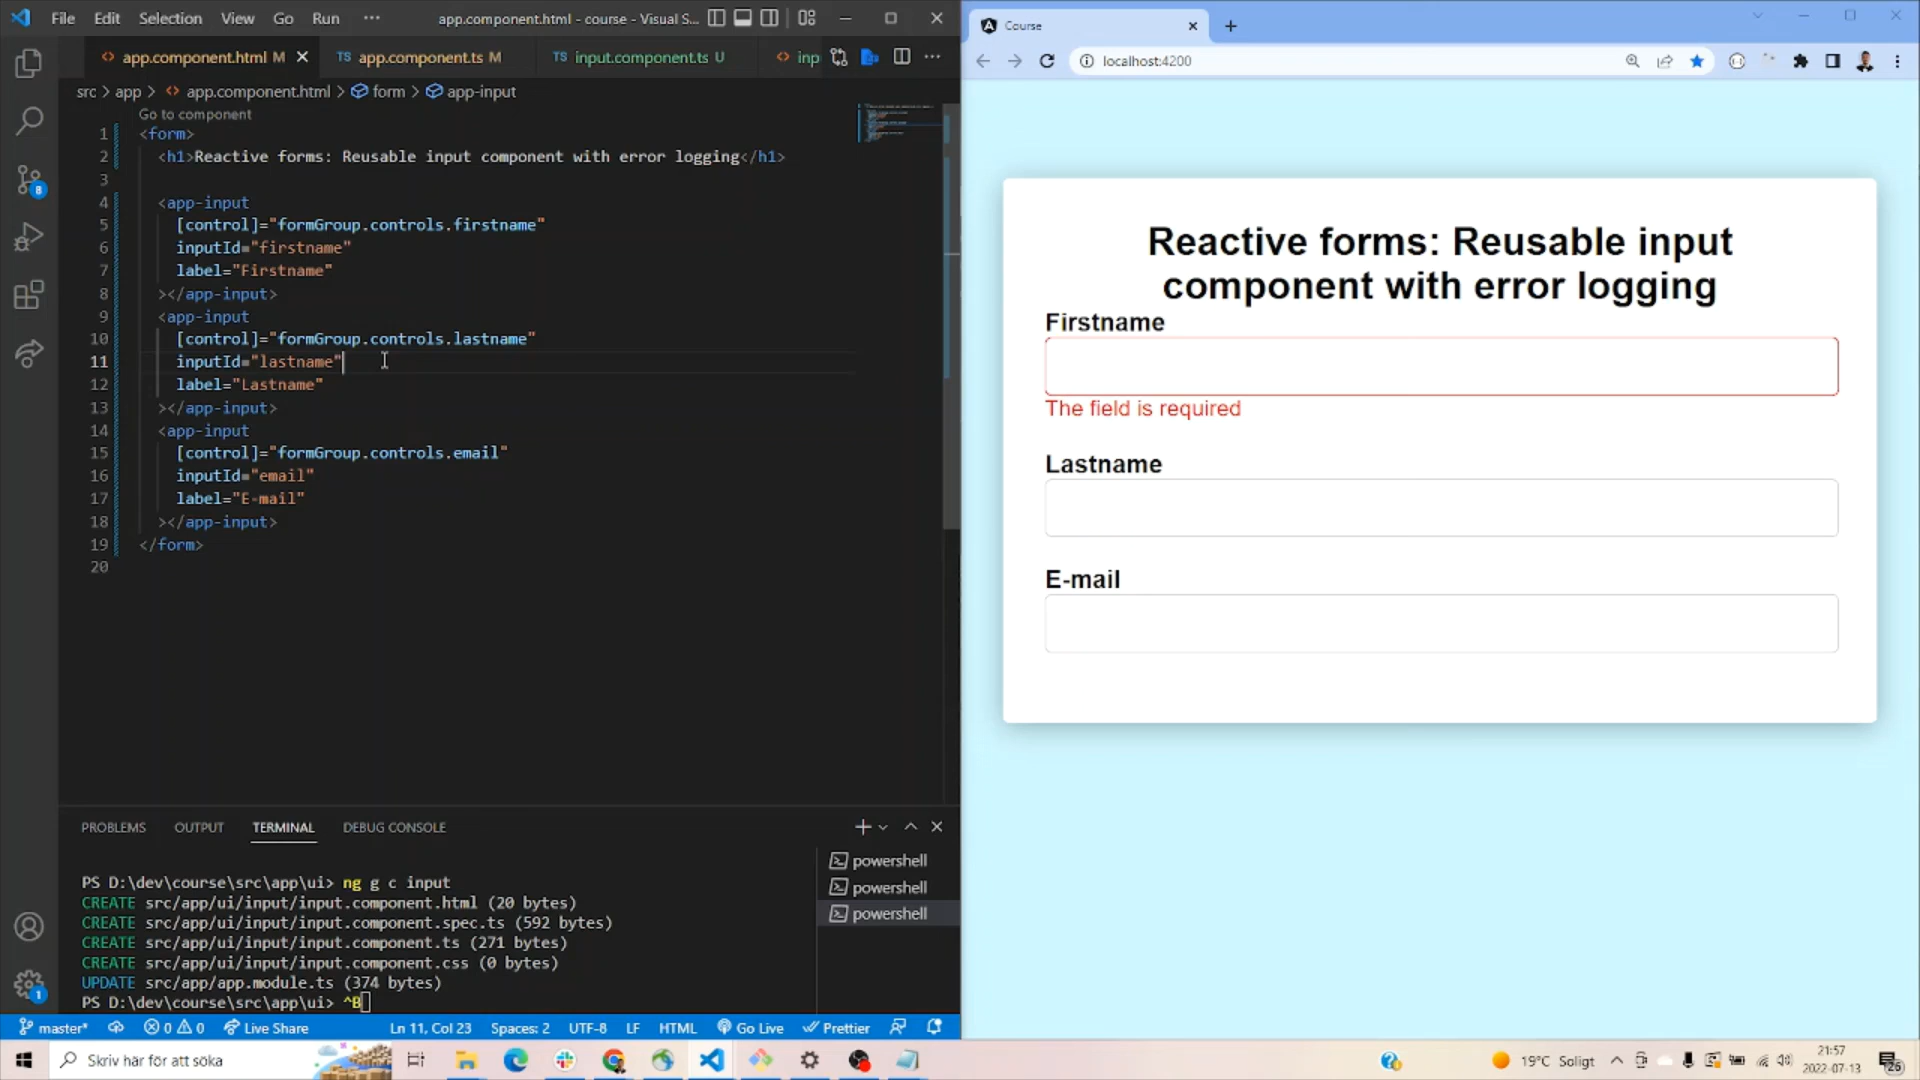 File Edit Selection View Go Run ··· app.component.html - course - Visual S...
<> app.component.html M TS app.component.ts M TS input.component.ts U <> inp
src > app > <> app.component.html > form > app-input
Go to component
1 <form>
2 <h1>Reactive forms: Reusable input component with error logging</h1>
3
4 <app-input
5 [control]="formGroup.controls.firstname"
6 inputId="firstname"
7 label="Firstname"
8 ></app-input>
9 <app-input
10 [control]="formGroup.controls.lastname"
11 inputId="lastname"
12 label="Lastname"
13 ></app-input>
14 <app-input
15 [control]="formGroup.controls.email"
16 inputId="email"
17 label="E-mail"
18 ></app-input>
19 </form>
20
8
1
PROBLEMS OUTPUT TERMINAL DEBUG CONSOLE
powershell
powershell
powershell
PS D:\dev\course\src\app\ui> ng g c input
CREATE src/app/ui/input/input.component.html (20 bytes)
CREATE src/app/ui/input/input.component.spec.ts (592 bytes)
CREATE src/app/ui/input/input.component.ts (271 bytes)
CREATE src/app/ui/input/input.component.css (0 bytes)
UPDATE src/app/app.module.ts (374 bytes)
PS D:\dev\course\src\app\ui> ^B
master* 0 0 Live Share Ln 11, Col 23 Spaces: 2 UTF-8 LF HTML Go Live Prettier
Course
localhost:4200
Reactive forms: Reusable input
component with error logging
Firstname
The field is required
Lastname
E-mail
Skriv här för att söka
19°C Soligt
21:57
2022-07-13
26